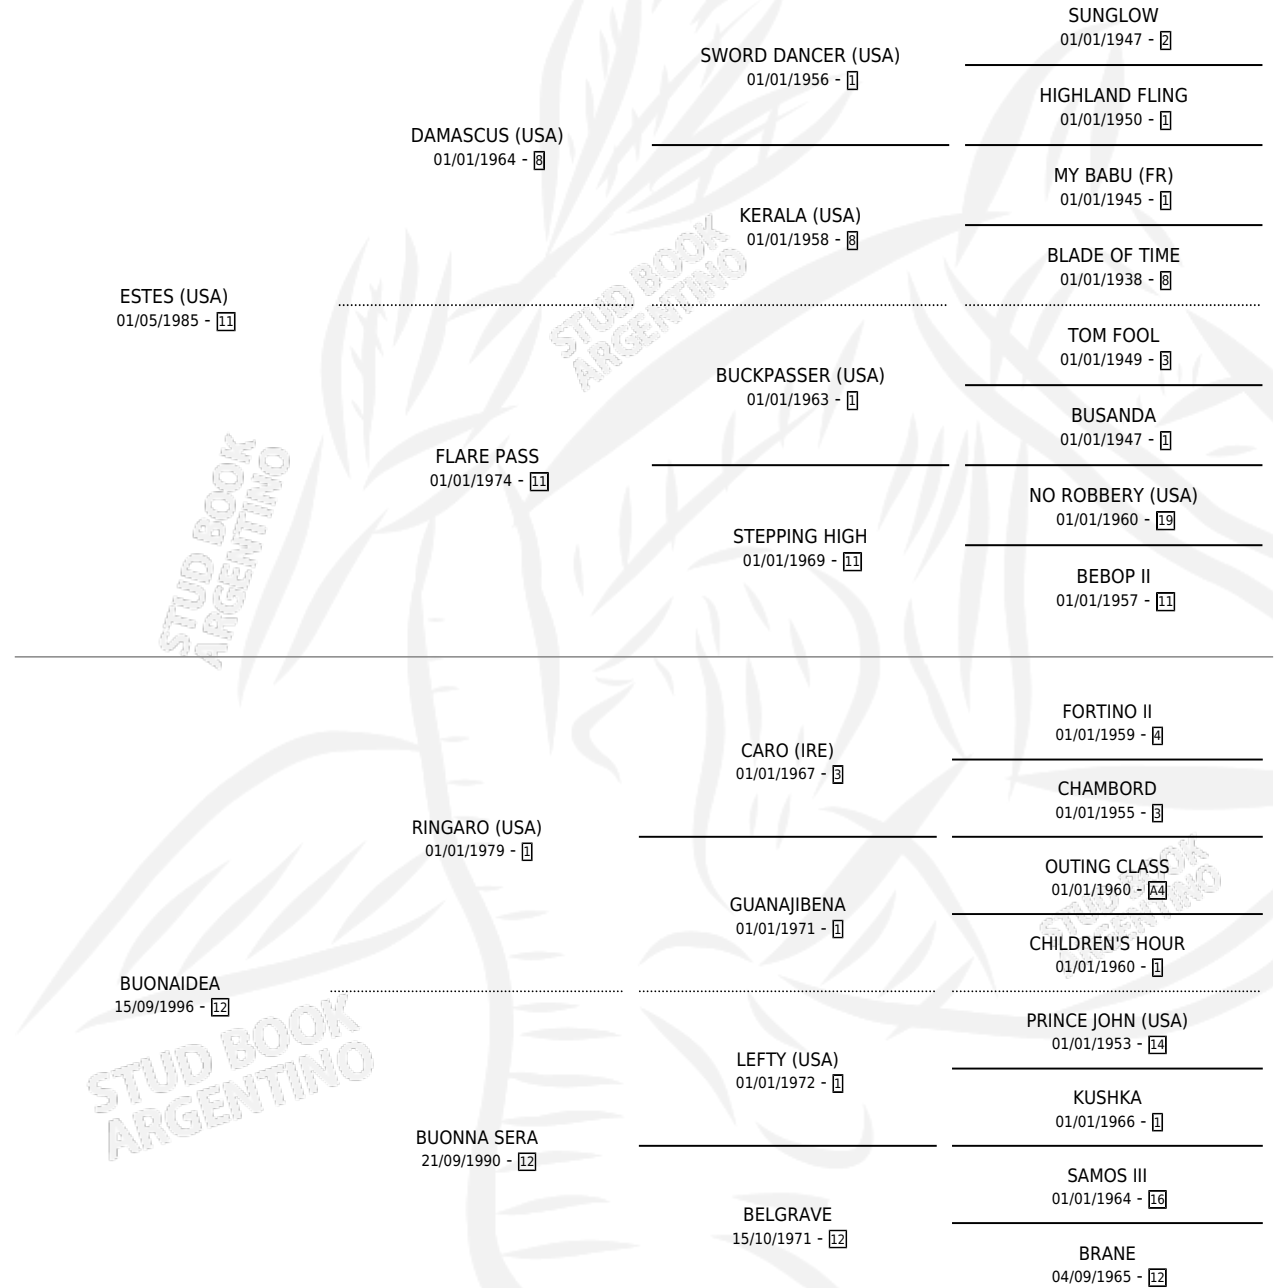 SUNGLOW
01/01/1947 - 2
SWORD DANCER (USA)
01/01/1956 - 1
HIGHLAND FLING
01/01/1950 - 1
DAMASCUS (USA)
01/01/1964 - 8
MY BABU (FR)
01/01/1945 - 1
KERALA (USA)
01/01/1958 - 8
BLADE OF TIME
01/01/1938 - 8
ESTES (USA)
01/05/1985 - 11
TOM FOOL
01/01/1949 - 3
BUCKPASSER (USA)
01/01/1963 - 1
BUSANDA
01/01/1947 - 1
FLARE PASS
01/01/1974 - 11
NO ROBBERY (USA)
01/01/1960 - 19
STEPPING HIGH
01/01/1969 - 11
BEBOP II
01/01/1957 - 11
FORTINO II
01/01/1959 - 4
CARO (IRE)
01/01/1967 - 3
CHAMBORD
01/01/1955 - 3
RINGARO (USA)
01/01/1979 - 1
OUTING CLASS
01/01/1960 - A4
GUANAJIBENA
01/01/1971 - 1
CHILDREN'S HOUR
01/01/1960 - 1
BUONAIDEA
15/09/1996 - 12
PRINCE JOHN (USA)
01/01/1953 - 14
LEFTY (USA)
01/01/1972 - 1
KUSHKA
01/01/1966 - 1
BUONNA SERA
21/09/1990 - 12
SAMOS III
01/01/1964 - 16
BELGRAVE
15/10/1971 - 12
BRANE
04/09/1965 - 12
STUD BOOK
ARGENTINO
STUD BOOK
ARGENTINO
STUD BOOK
ARGENTINO
STUD BOOK
ARGENTINO